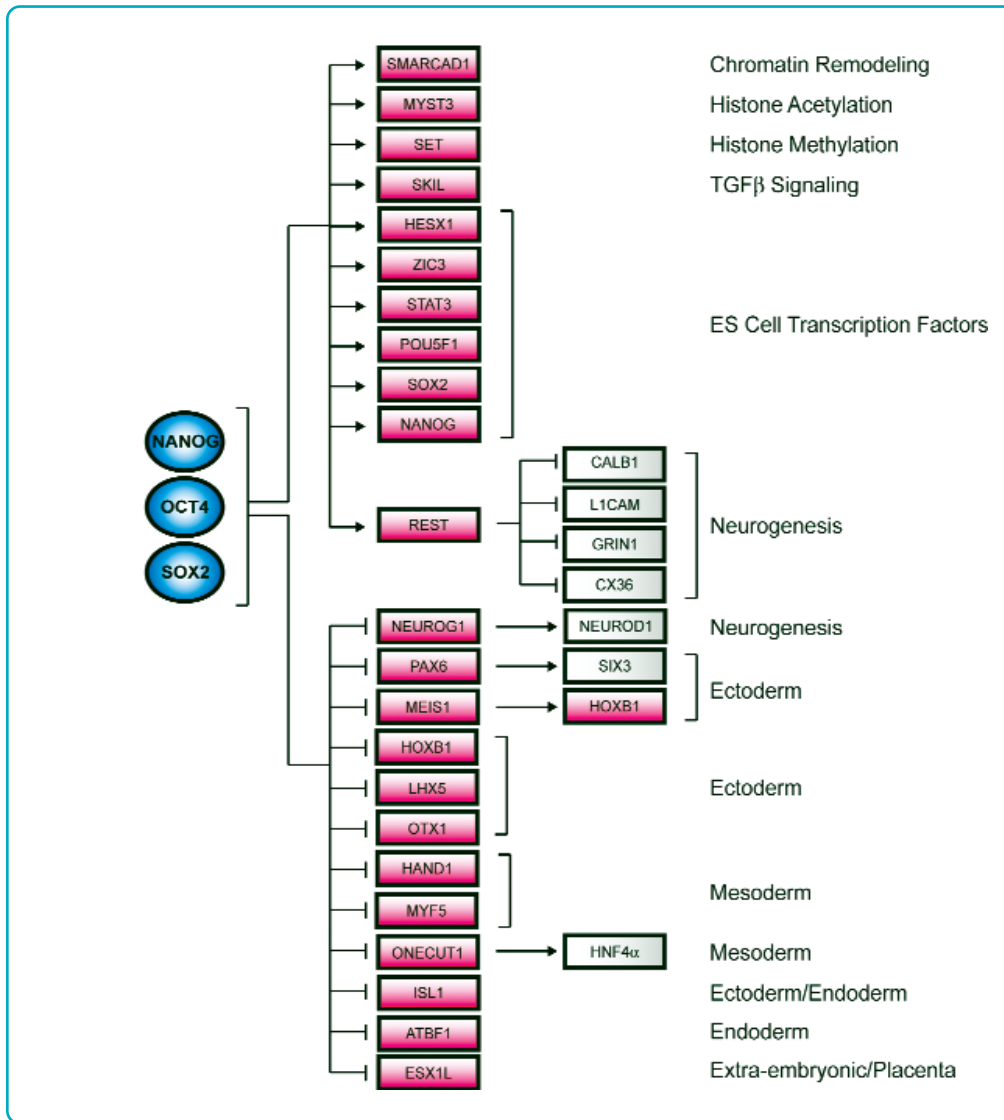 SMARCAD1 Chromatin Remodeling
MYST3 Histone Acetylation
SET Histone Methylation
SKIL TGFβ Signaling
HESX1
ZIC3
STAT3
ES Cell Transcription Factors
POU5F1
SOX2
NANOG
NANOG
OCT4
SOX2
REST
CALB1
L1CAM
GRIN1
CX36
Neurogenesis
NEUROG1 NEUROD1 Neurogenesis
PAX6 SIX3
MEIS1 HOXB1
Ectoderm
HOXB1
LHX5
OTX1
Ectoderm
HAND1
MYF5
Mesoderm
ONECUT1 HNF4α Mesoderm
ISL1 Ectoderm/Endoderm
ATBF1 Endoderm
ESX1L Extra-embryonic/Placenta